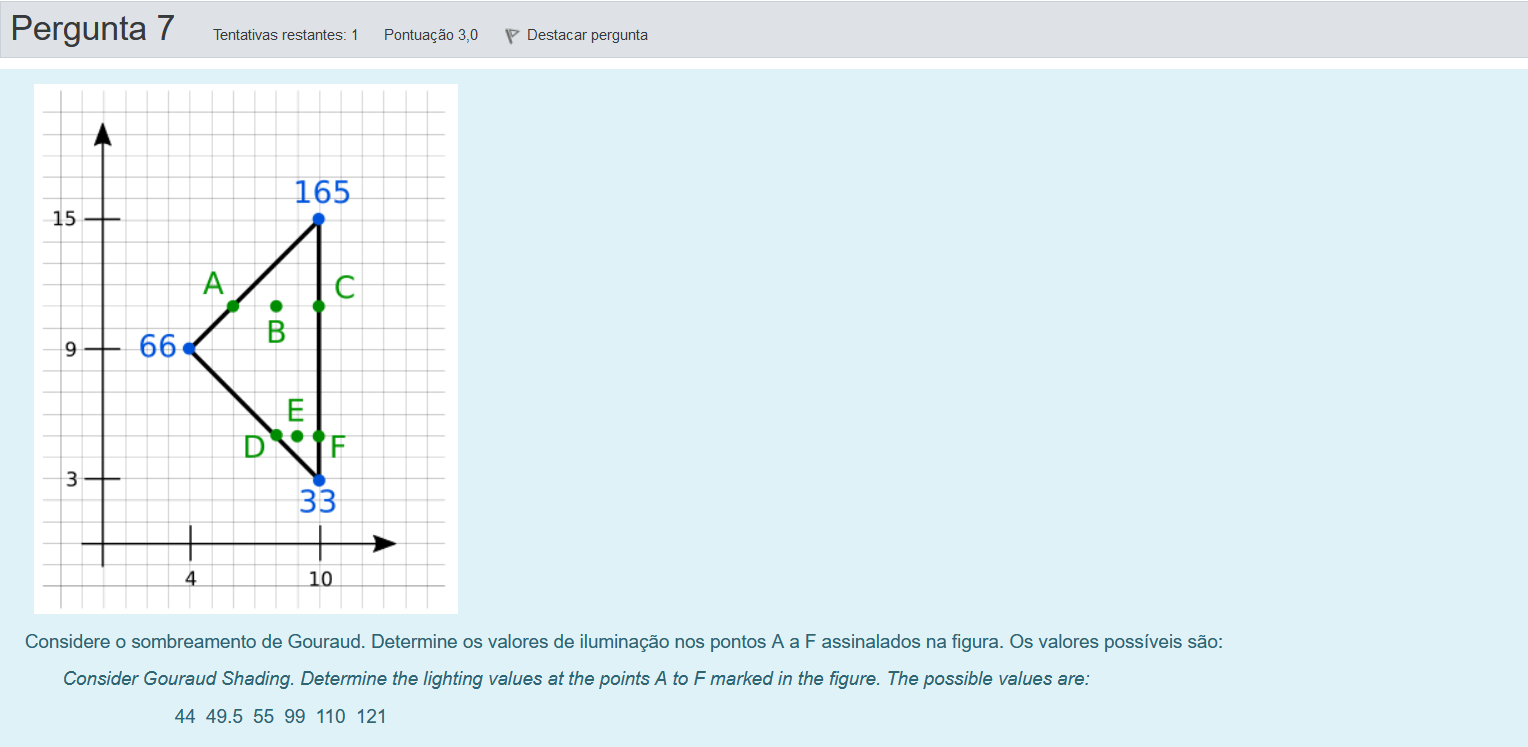 Pergunta 7 Tentativas restantes: 1 Pontuação 3,0 Destacar pergunta
165
15
A
C
B
9
66
E
D
F
3
33
4
10
Considere o sombreamento de Gouraud. Determine os valores de iluminação nos pontos A a F assinalados na figura. Os valores possíveis são:
Consider Gouraud Shading. Determine the lighting values at the points A to F marked in the figure. The possible values are:
44 49.5 55 99 110 121